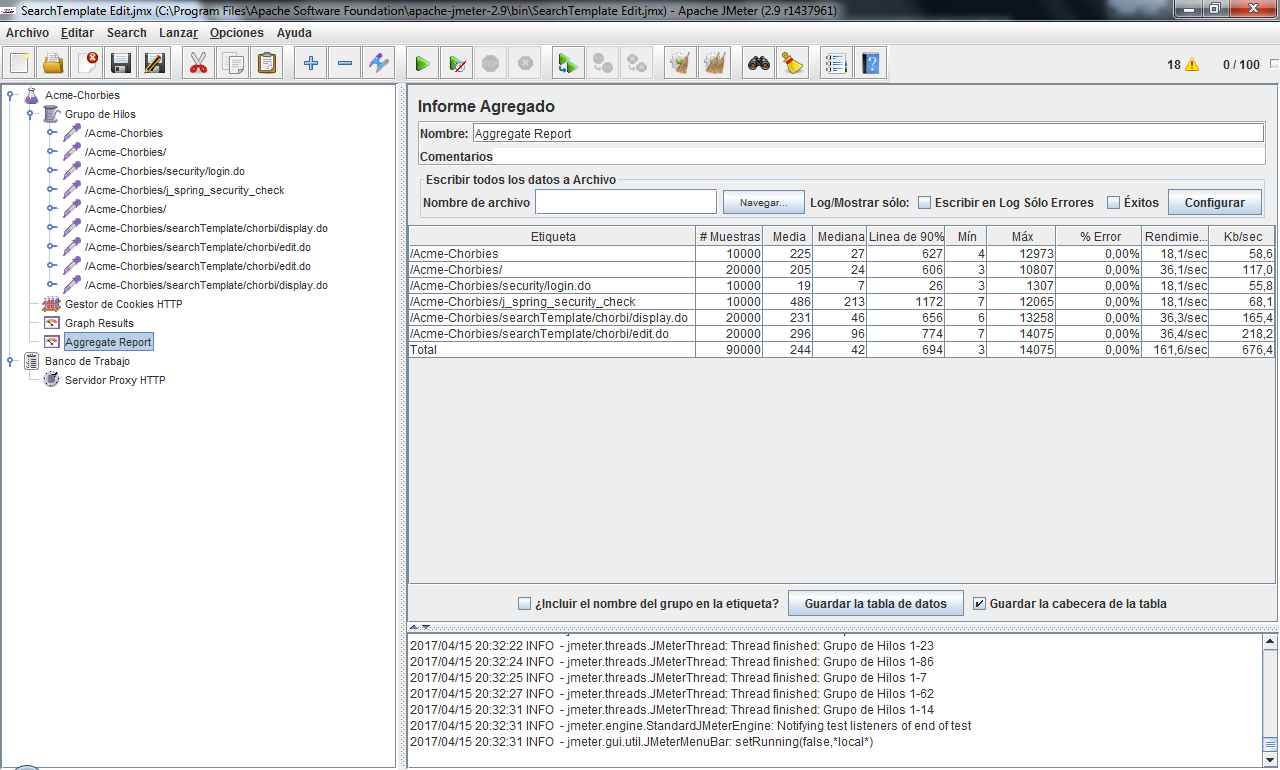 SearchTemplate Edit.jmx (C:\Program Files\Apache Software Foundation\apache-jmeter-2.9\bin\SearchTemplate Edit.jmx) - Apache JMeter (2.9 r1437961)
Archivo Editar Search Lanzar Opciones Ayuda
18 0 / 100
Acme-Chorbies
Grupo de Hilos
/Acme-Chorbies
/Acme-Chorbies/
/Acme-Chorbies/security/login.do
/Acme-Chorbies/j_spring_security_check
/Acme-Chorbies/
/Acme-Chorbies/searchTemplate/chorbi/display.do
/Acme-Chorbies/searchTemplate/chorbi/edit.do
/Acme-Chorbies/searchTemplate/chorbi/edit.do
/Acme-Chorbies/searchTemplate/chorbi/display.do
Gestor de Cookies HTTP
Graph Results
Aggregate Report
Banco de Trabajo
Servidor Proxy HTTP
Informe Agregado
Nombre: Aggregate Report
Comentarios
Escribir todos los datos a Archivo
Nombre de archivo Navegar... Log/Mostrar sólo: Escribir en Log Sólo Errores Éxitos Configurar
Etiqueta # Muestras Media Mediana Linea de 90% Mín Máx % Error Rendimie... Kb/sec
/Acme-Chorbies 10000 225 27 627 4 12973 0,00% 18,1/sec 58,6
/Acme-Chorbies/ 20000 205 24 606 3 10807 0,00% 36,1/sec 117,0
/Acme-Chorbies/security/login.do 10000 19 7 26 3 1307 0,00% 18,1/sec 55,8
/Acme-Chorbies/j_spring_security_check 10000 486 213 1172 7 12065 0,00% 18,1/sec 68,1
/Acme-Chorbies/searchTemplate/chorbi/display.do 20000 231 46 656 6 13258 0,00% 36,3/sec 165,4
/Acme-Chorbies/searchTemplate/chorbi/edit.do 20000 296 96 774 7 14075 0,00% 36,4/sec 218,2
Total 90000 244 42 694 3 14075 0,00% 161,6/sec 676,4
¿Incluir el nombre del grupo en la etiqueta? Guardar la tabla de datos Guardar la cabecera de la tabla
2017/04/15 20:32:22 INFO - jmeter.threads.JMeterThread: Thread finished: Grupo de Hilos 1-23
2017/04/15 20:32:24 INFO - jmeter.threads.JMeterThread: Thread finished: Grupo de Hilos 1-86
2017/04/15 20:32:25 INFO - jmeter.threads.JMeterThread: Thread finished: Grupo de Hilos 1-7
2017/04/15 20:32:27 INFO - jmeter.threads.JMeterThread: Thread finished: Grupo de Hilos 1-62
2017/04/15 20:32:31 INFO - jmeter.threads.JMeterThread: Thread finished: Grupo de Hilos 1-14
2017/04/15 20:32:31 INFO - jmeter.engine.StandardJMeterEngine: Notifying test listeners of end of test
2017/04/15 20:32:31 INFO - jmeter.gui.util.JMeterMenuBar: setRunning(false,*local*)